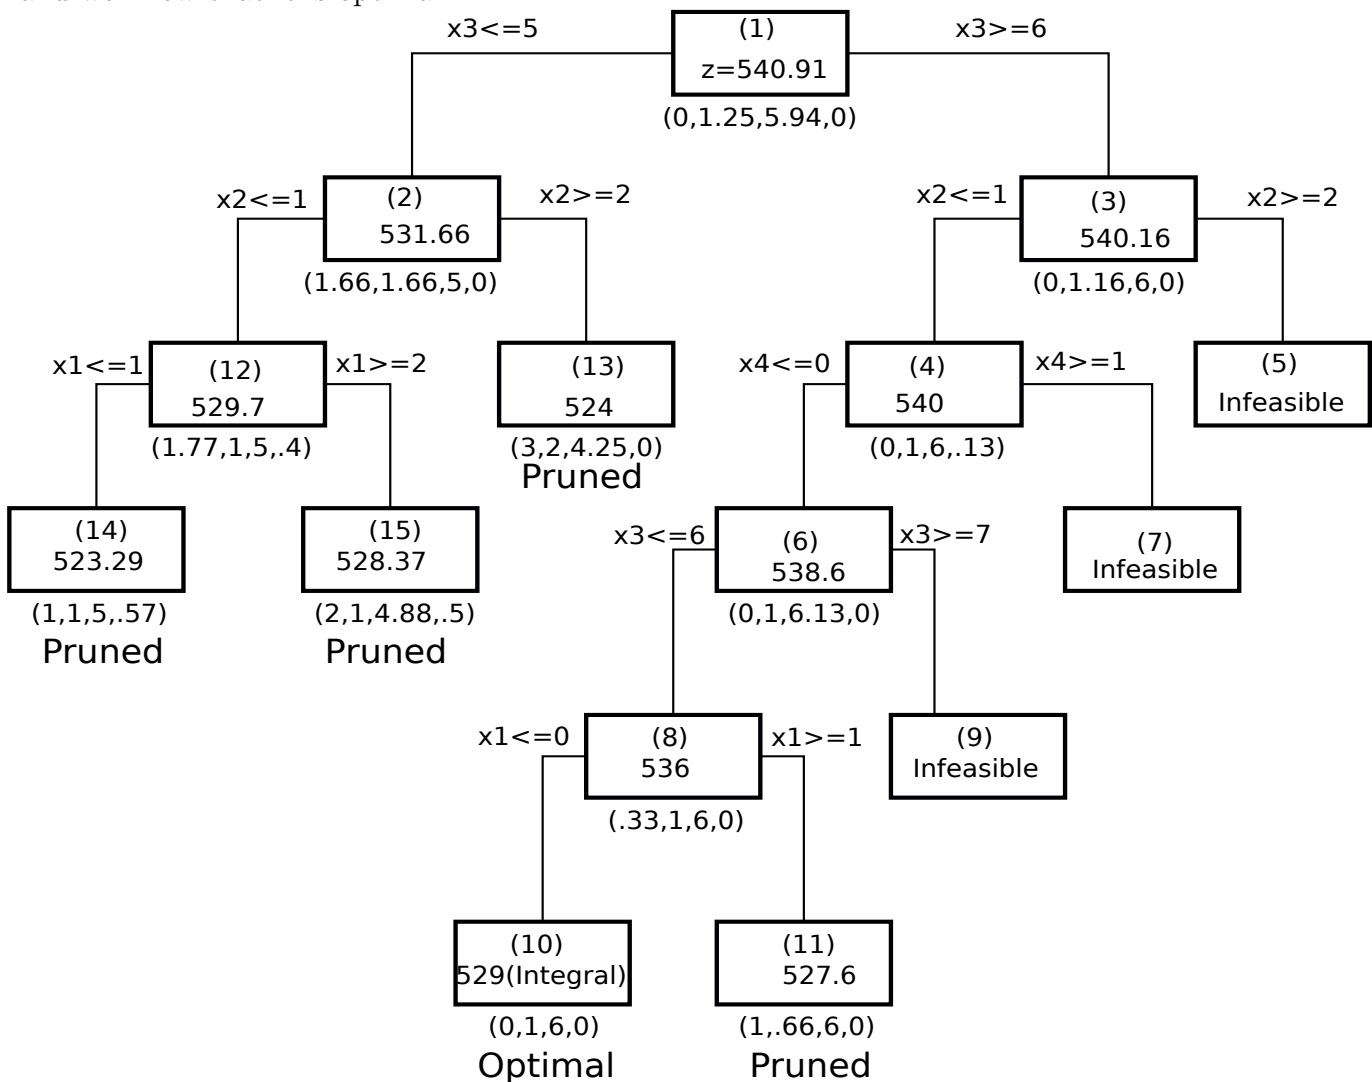 x3<=5
(1)
x3>=6
z=540.91
(0,1.25,5.94,0)
x2<=1
(2)
x2>=2
531.66
(1.66,1.66,5,0)
x2<=1
(3)
x2>=2
540.16
(0,1.16,6,0)
x1<=1
(12)
x1>=2
529.7
(1.77,1,5,.4)
(13)
524
(3,2,4.25,0)
Pruned
x4<=0
(4)
x4>=1
540
(0,1,6,.13)
(5)
Infeasible
(14)
523.29
(1,1,5,.57)
Pruned
(15)
528.37
(2,1,4.88,.5)
Pruned
x3<=6
(6)
x3>=7
538.6
(0,1,6.13,0)
(7)
Infeasible
x1<=0
(8)
x1>=1
536
(.33,1,6,0)
(9)
Infeasible
(10)
529(Integral)
(0,1,6,0)
Optimal
(11)
527.6
(1,.66,6,0)
Pruned